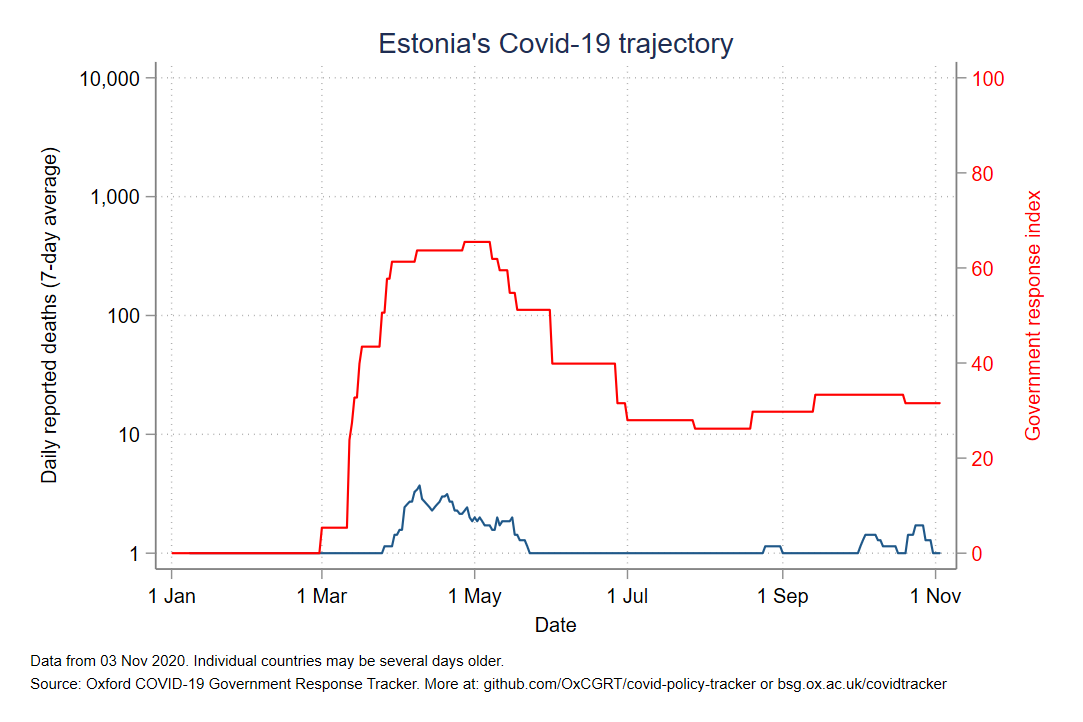 Estonia's Covid-19 trajectory
10,000
1,000
100
10
1
Daily reported deaths (7-day average)
100
80
60
40
20
0
Government response index
1 Jan 1 Mar 1 May 1 Jul 1 Sep 1 Nov
Date
Data from 03 Nov 2020. Individual countries may be several days older.
Source: Oxford COVID-19 Government Response Tracker. More at: github.com/OxCGRT/covid-policy-tracker or bsg.ox.ac.uk/covidtracker